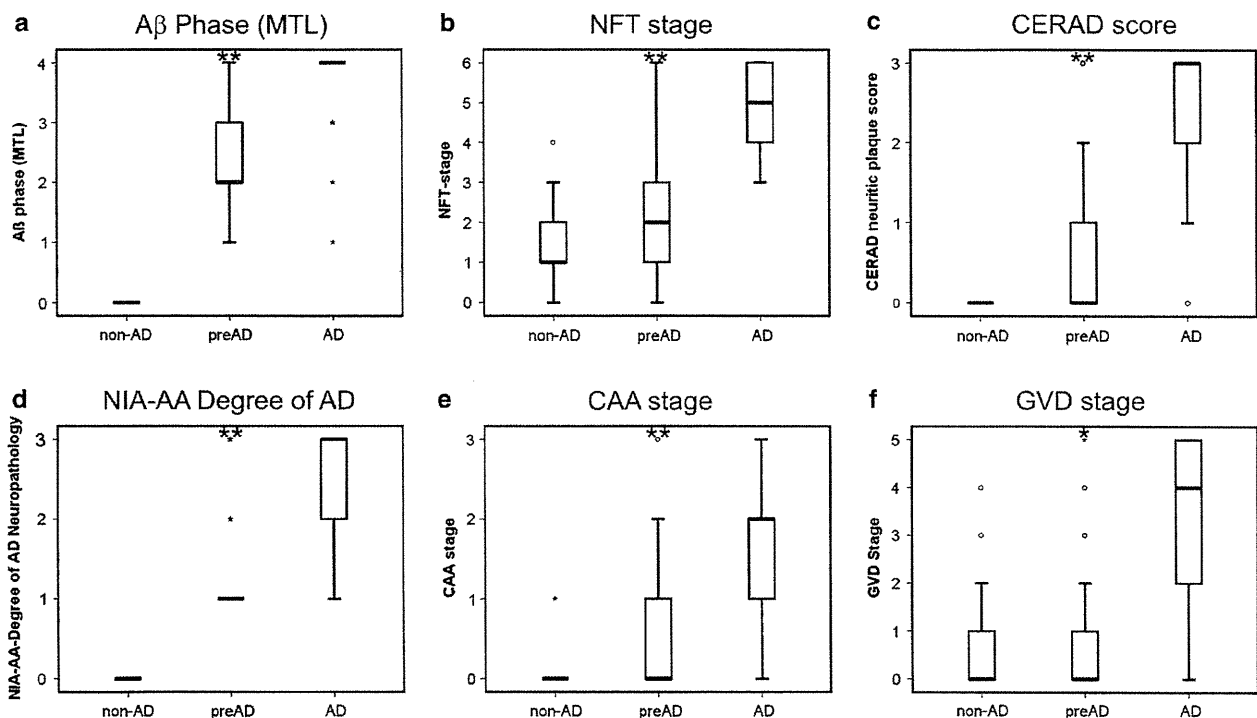 a
Aβ Phase (MTL)
**
Aß phase (MTL)
4
3
2
1
0
non-AD
preAD
AD
b
NFT stage
**
NFT-stage
6
5
4
3
2
1
0
non-AD
preAD
AD
c
CERAD score
**
CERAD neuritic plaque score
3
2
1
0
non-AD
preAD
AD
d
NIA-AA Degree of AD
**
NIA-AA-Degree of AD Neuropathology
3
2
1
0
non-AD
preAD
AD
e
CAA stage
**
CAA stage
3
2
1
0
non-AD
preAD
AD
f
GVD stage
*
GVD Stage
5
4
3
2
1
0
non-AD
preAD
AD